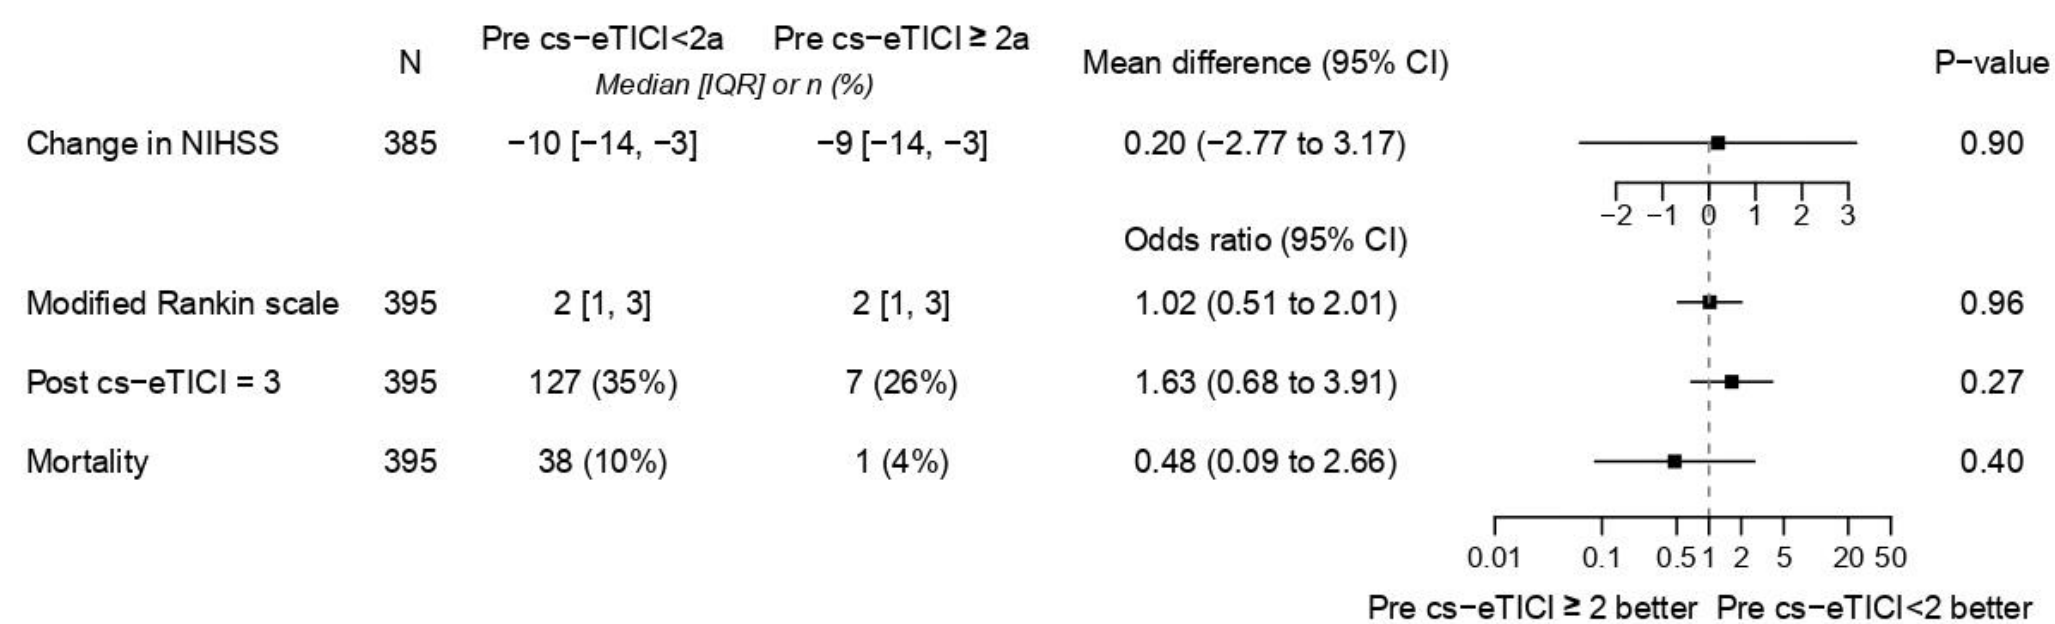 N Pre cs−eTICI<2a Pre cs−eTICI ≥ 2a Mean difference (95% CI) P−value
Median [IQR] or n (%)
Change in NIHSS 385 −10 [−14, −3] −9 [−14, −3] 0.20 (−2.77 to 3.17) 0.90
−2 −1 0 1 2 3
Odds ratio (95% CI)
Modified Rankin scale 395 2 [1, 3] 2 [1, 3] 1.02 (0.51 to 2.01) 0.96
Post cs−eTICI = 3 395 127 (35%) 7 (26%) 1.63 (0.68 to 3.91) 0.27
Mortality 395 38 (10%) 1 (4%) 0.48 (0.09 to 2.66) 0.40
0.01 0.1 0.5 1 2 5 20 50
Pre cs−eTICI ≥ 2 better Pre cs−eTICI<2 better